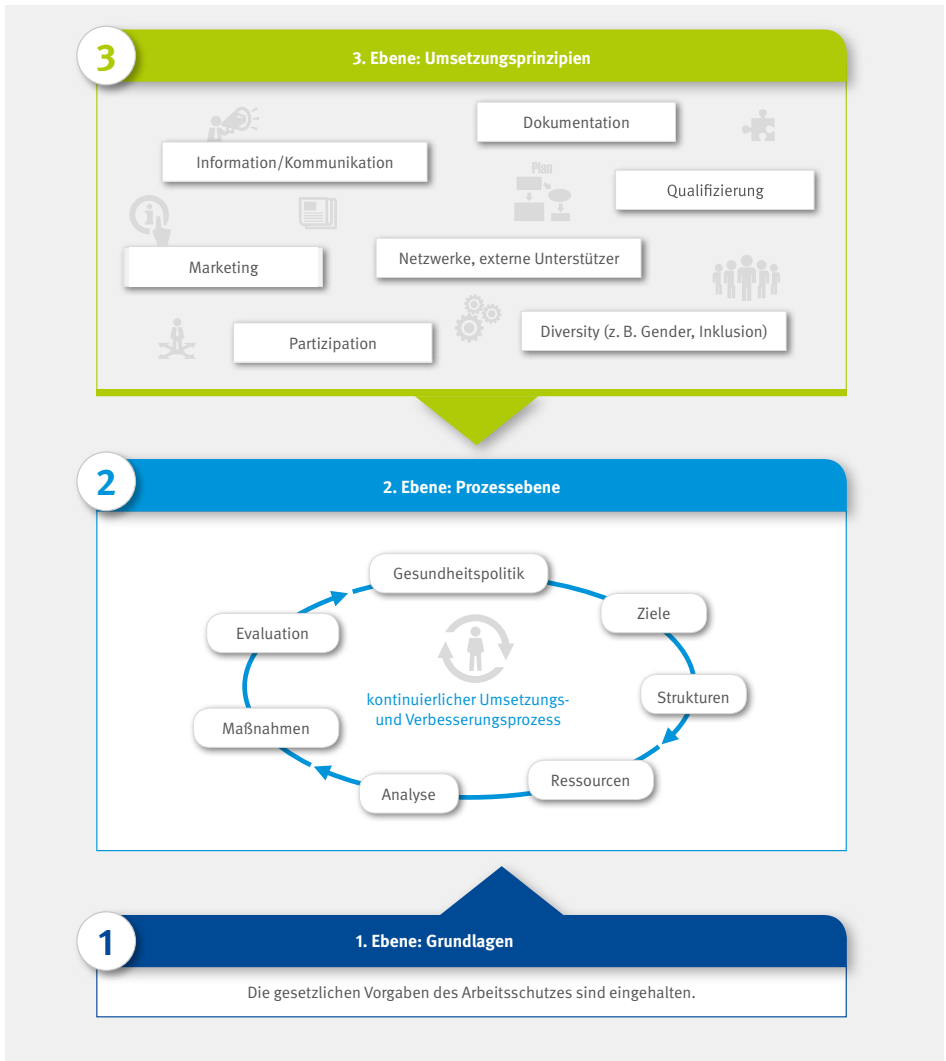 3
3. Ebene: Umsetzungsprinzipien
Dokumentation
Information/Kommunikation
Plan
Qualifizierung
Netzwerke, externe Unterstützer
Marketing
Diversity (z. B. Gender, Inklusion)
Partizipation
2
2. Ebene: Prozessebene
Gesundheitspolitik
Ziele
Evaluation
Strukturen
kontinuierlicher Umsetzungs-
und Verbesserungsprozess
Maßnahmen
Ressourcen
Analyse
1
1. Ebene: Grundlagen
Die gesetzlichen Vorgaben des Arbeitsschutzes sind eingehalten.